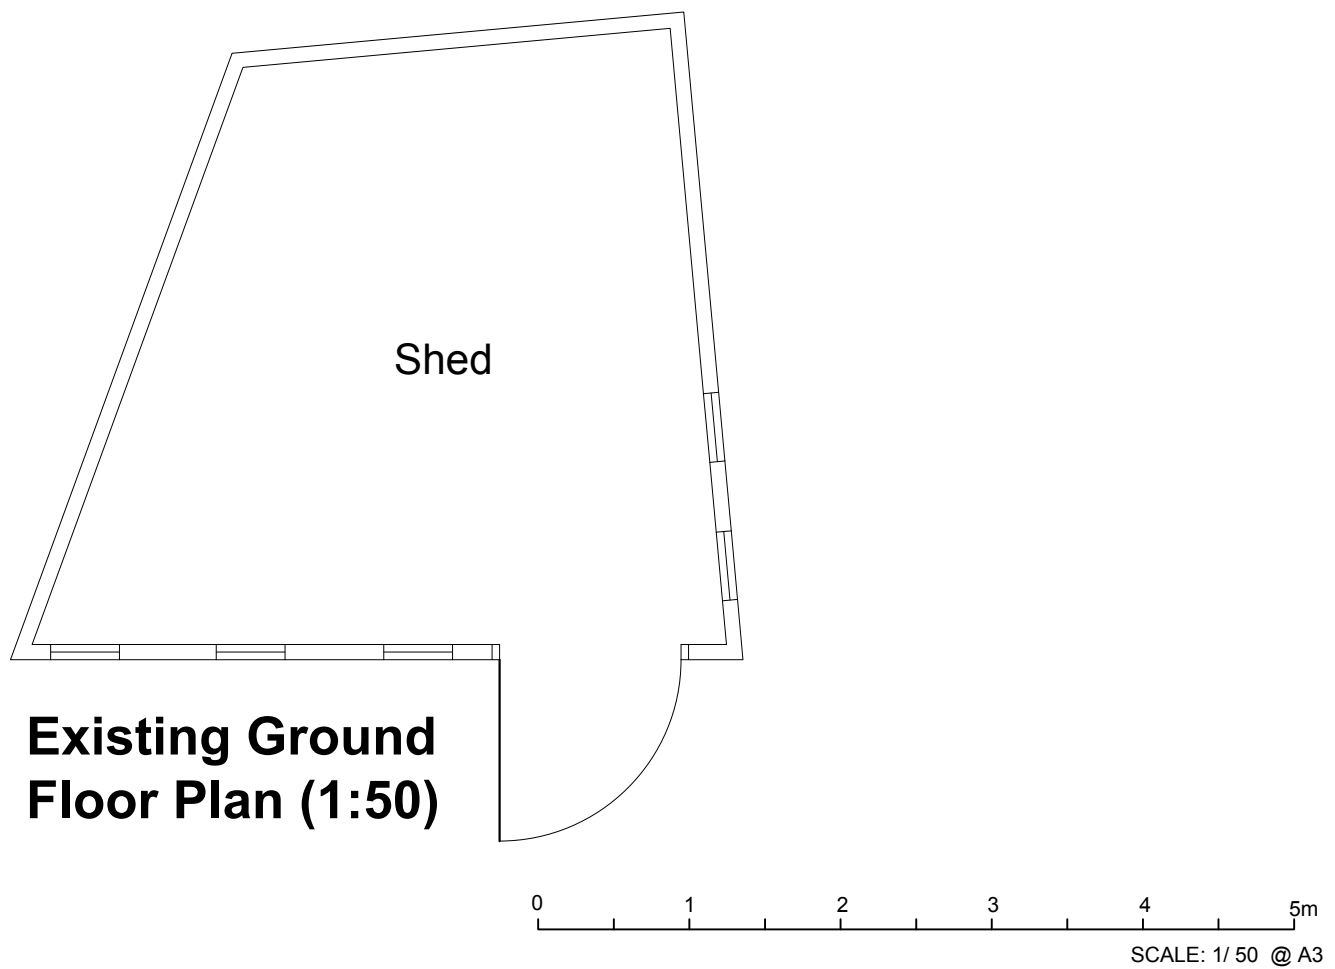 Shed
Existing Ground
Floor Plan (1:50)
0 1 2 3 4 5m
SCALE: 1/ 50 @ A3